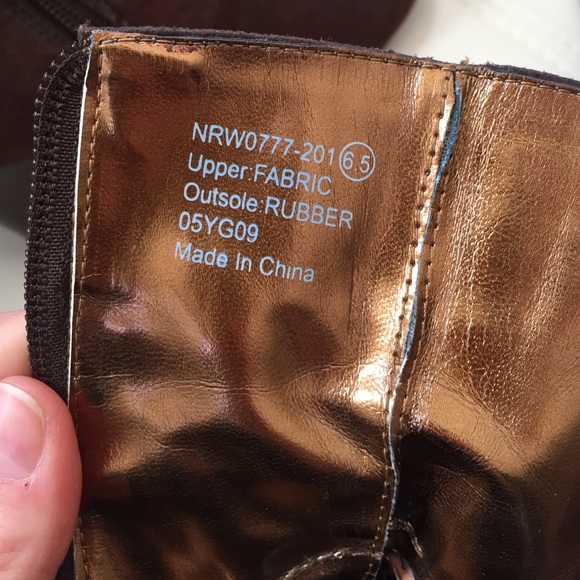 NRW0777-201 6.5
Upper:FABRIC
Outsole:RUBBER
05YG09
Made In China